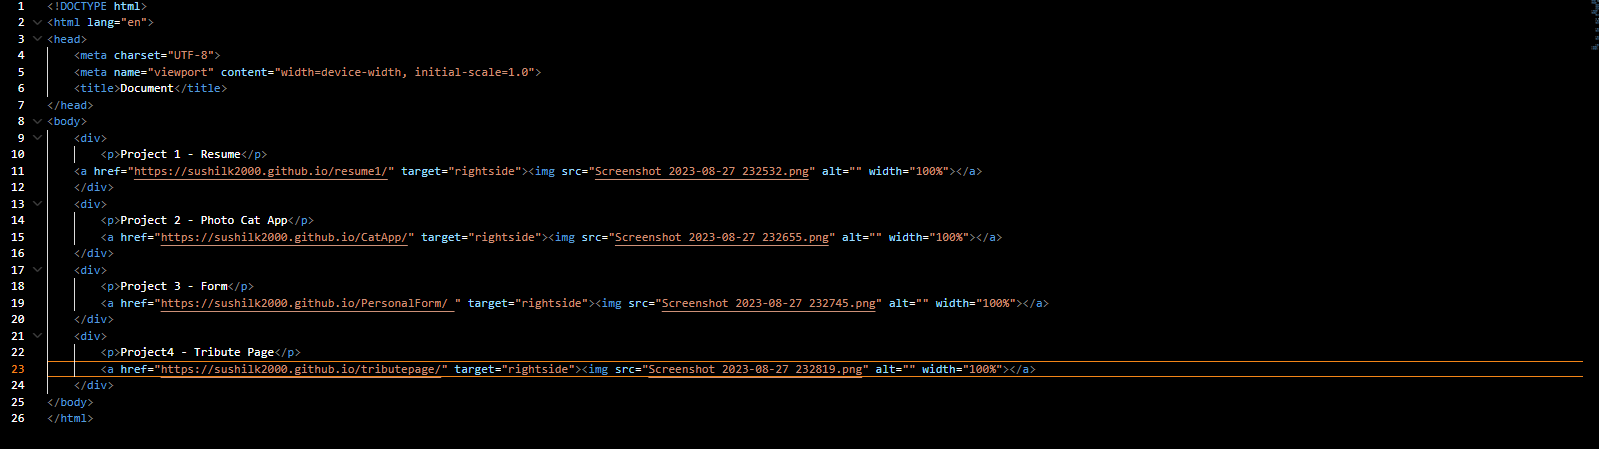 1 <!DOCTYPE html>
2 <html lang="en">
3 <head>
4     <meta charset="UTF-8">
5     <meta name="viewport" content="width=device-width, initial-scale=1.0">
6     <title>Document</title>
7 </head>
8 <body>
9     <div>
10         <p>Project 1 - Resume</p>
11     <a href="https://sushilk2000.github.io/resume1/" target="rightside"><img src="Screenshot 2023-08-27 232532.png" alt="" width="100%"></a>
12     </div>
13     <div>
14         <p>Project 2 - Photo Cat App</p>
15         <a href="https://sushilk2000.github.io/CatApp/" target="rightside"><img src="Screenshot 2023-08-27 232655.png" alt="" width="100%"></a>
16     </div>
17     <div>
18         <p>Project 3 - Form</p>
19         <a href="https://sushilk2000.github.io/PersonalForm/ " target="rightside"><img src="Screenshot 2023-08-27 232745.png" alt="" width="100%"></a>
20     </div>
21     <div>
22         <p>Project4 - Tribute Page</p>
23         <a href="https://sushilk2000.github.io/tributepage/" target="rightside"><img src="Screenshot 2023-08-27 232819.png" alt="" width="100%"></a>
24     </div>
25 </body>
26 </html>